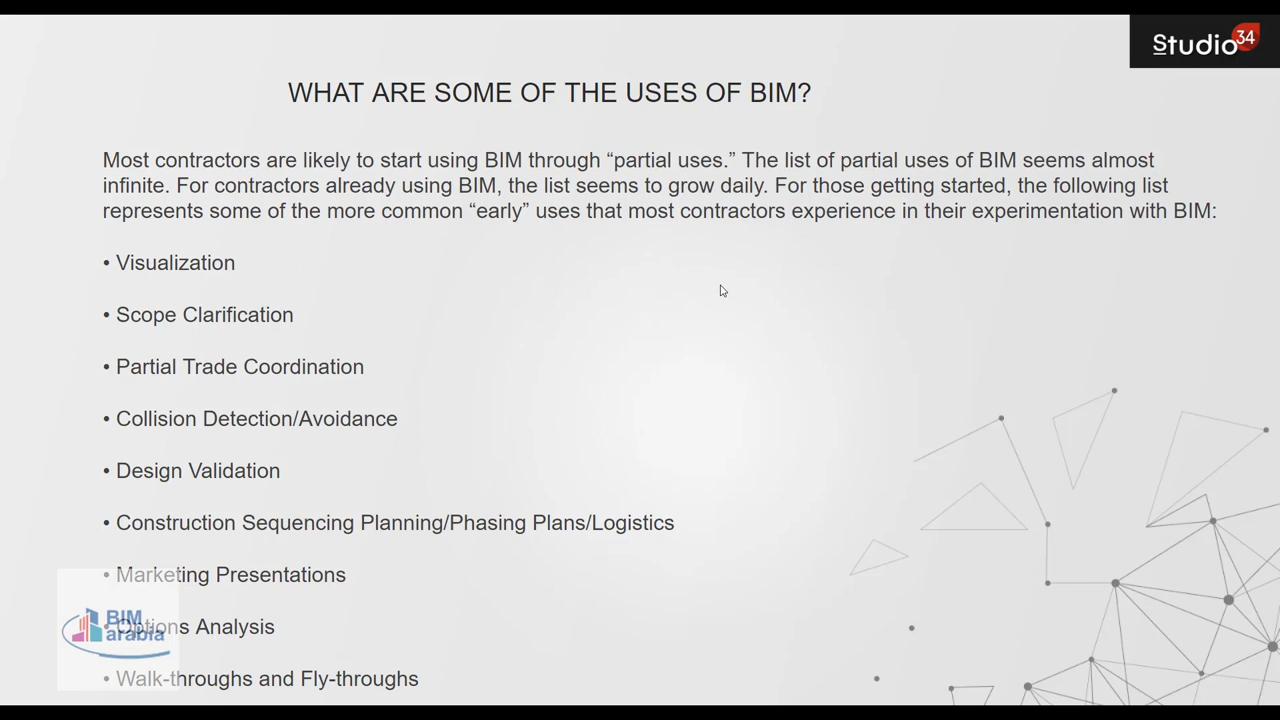 Studio34
WHAT ARE SOME OF THE USES OF BIM?
Most contractors are likely to start using BIM through “partial uses.” The list of partial uses of BIM seems almost
infinite. For contractors already using BIM, the list seems to grow daily. For those getting started, the following list
represents some of the more common “early” uses that most contractors experience in their experimentation with BIM:
• Visualization
• Scope Clarification
• Partial Trade Coordination
• Collision Detection/Avoidance
• Design Validation
• Construction Sequencing Planning/Phasing Plans/Logistics
• Marketing Presentations
• Options Analysis
• Walk-throughs and Fly-throughs
BIM
arabia